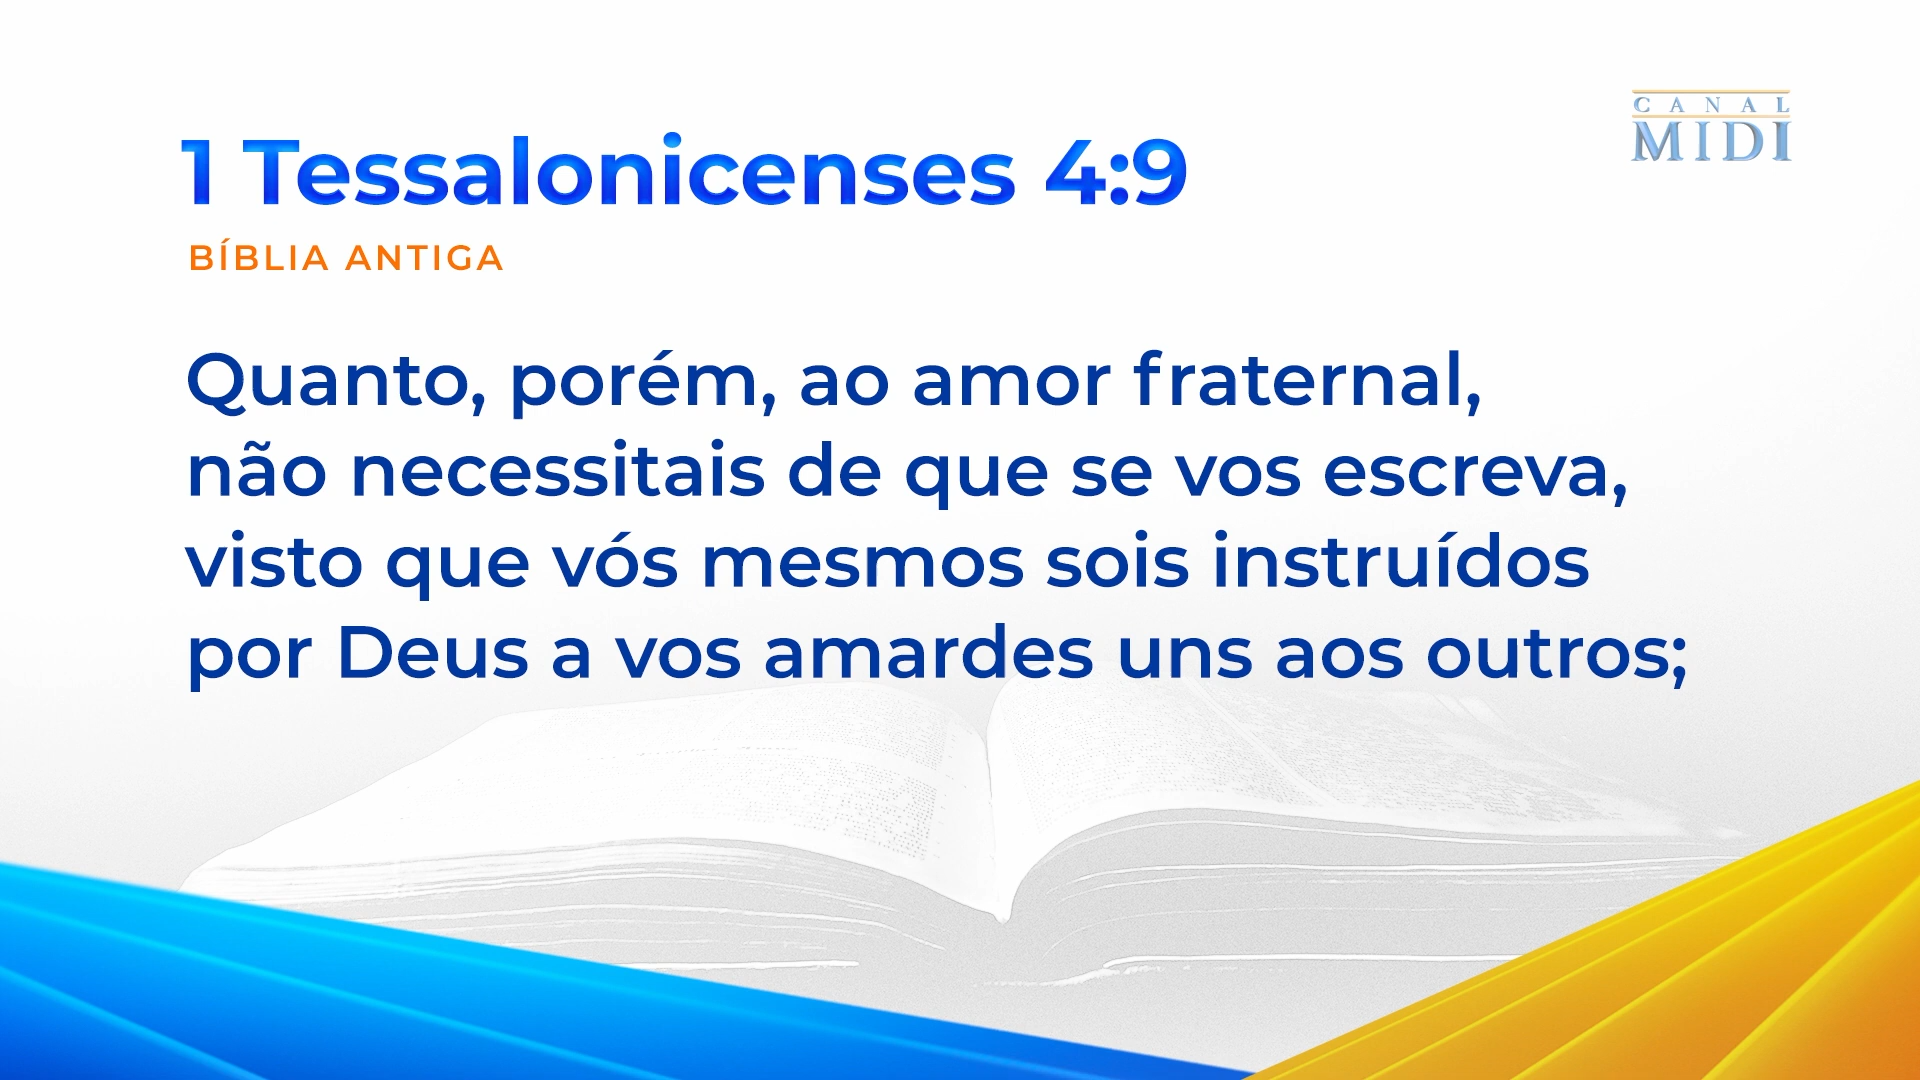 CANAL
MIDI
1 Tessalonicenses 4:9
BÍBLIA ANTIGA
Quanto, porém, ao amor fraternal,
não necessitais de que se vos escreva,
visto que vós mesmos sois instruídos
por Deus a vos amardes uns aos outros;